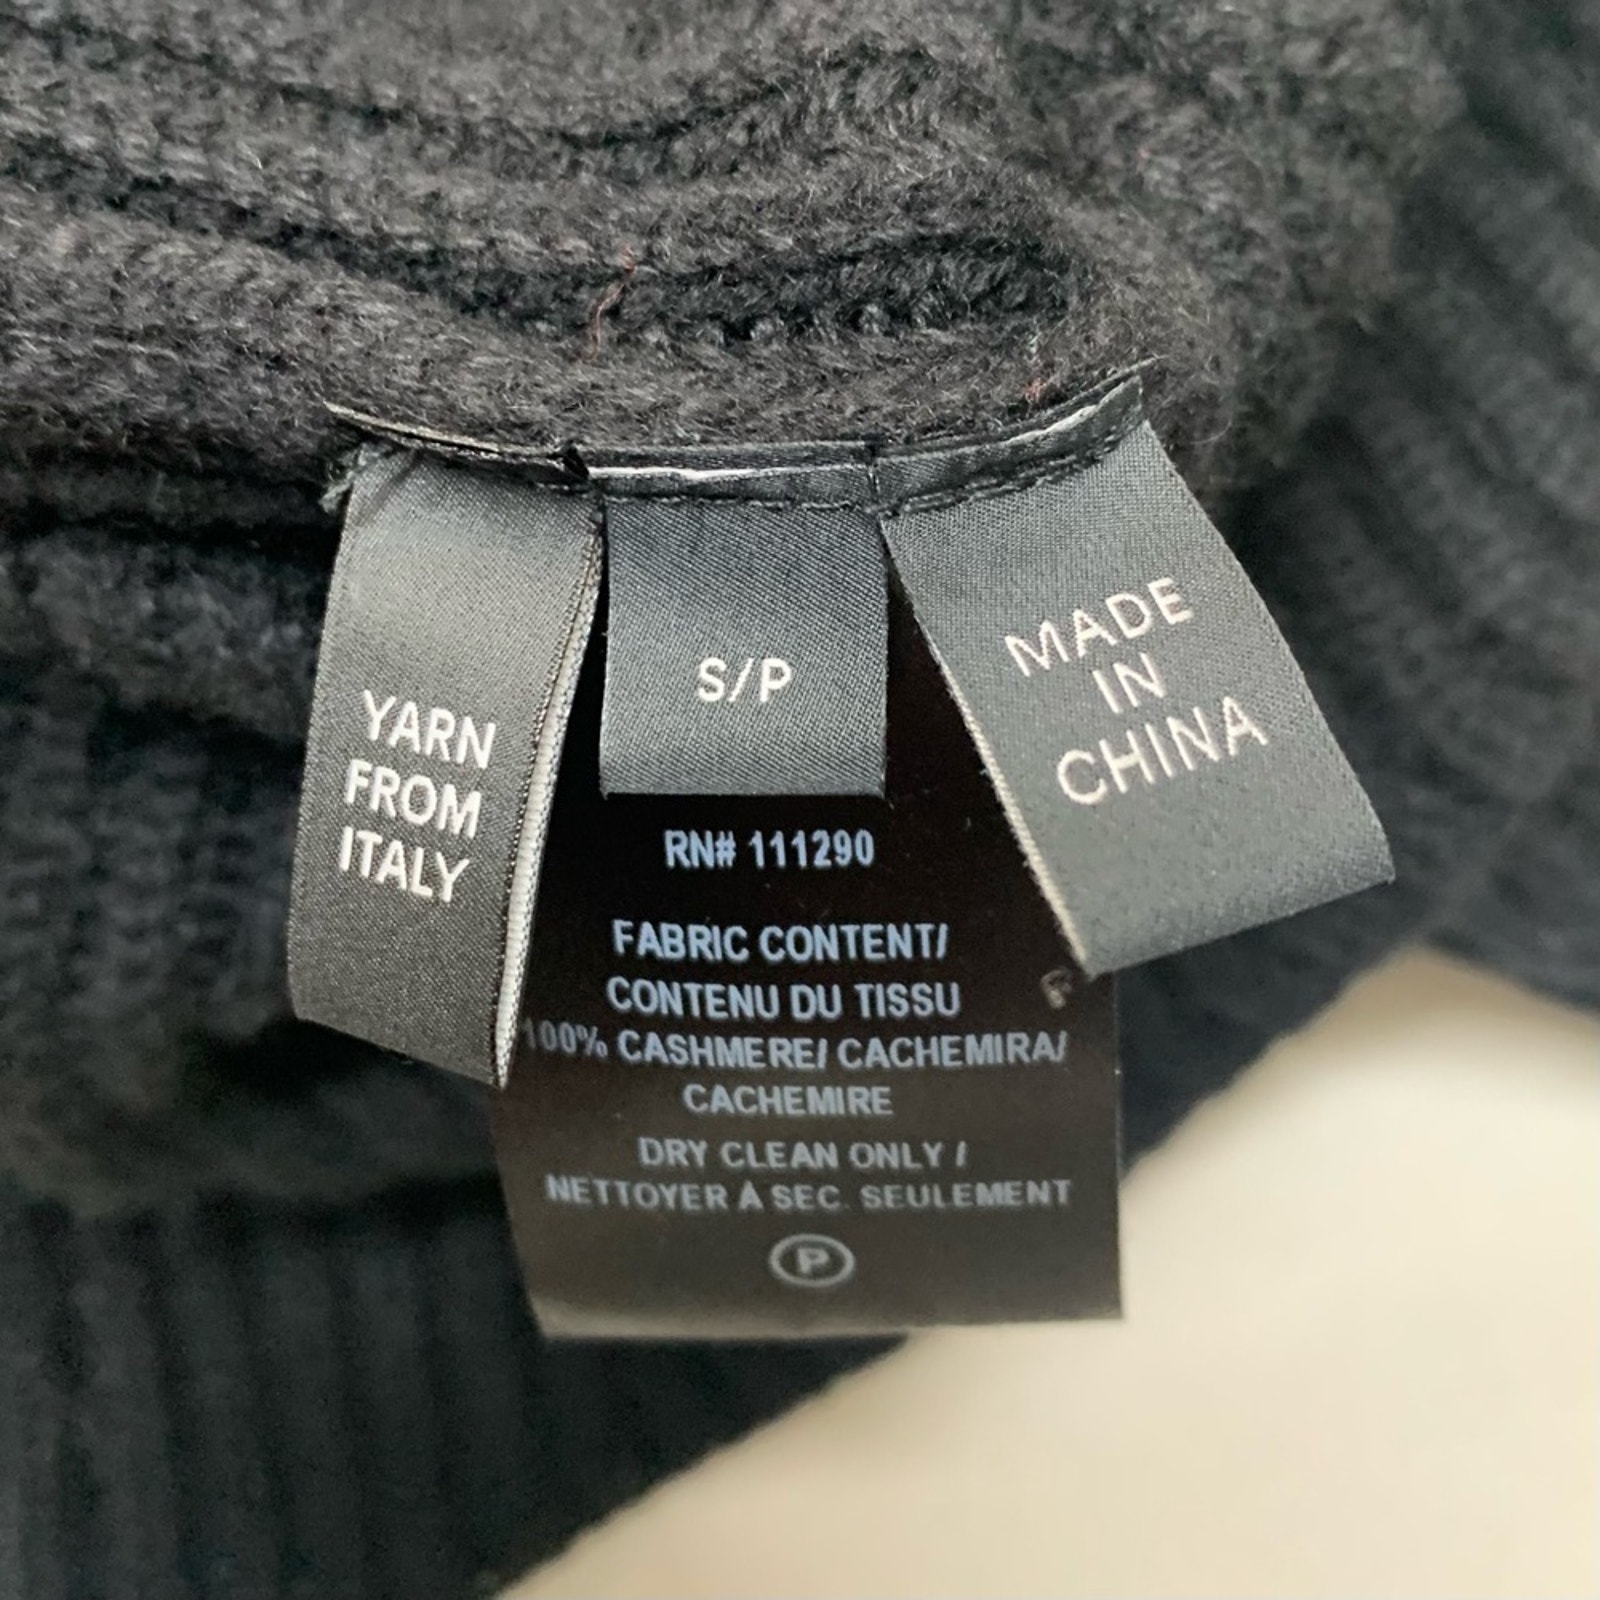 YARN
FROM
ITALY
S/P
MADE
IN
CHINA
RN# 111290
FABRIC CONTENT/
CONTENU DU TISSU
100% CASHMERE/ CACHEMIRA/
CACHEMIRE
DRY CLEAN ONLY /
NETTOYER À SEC. SEULEMENT
P